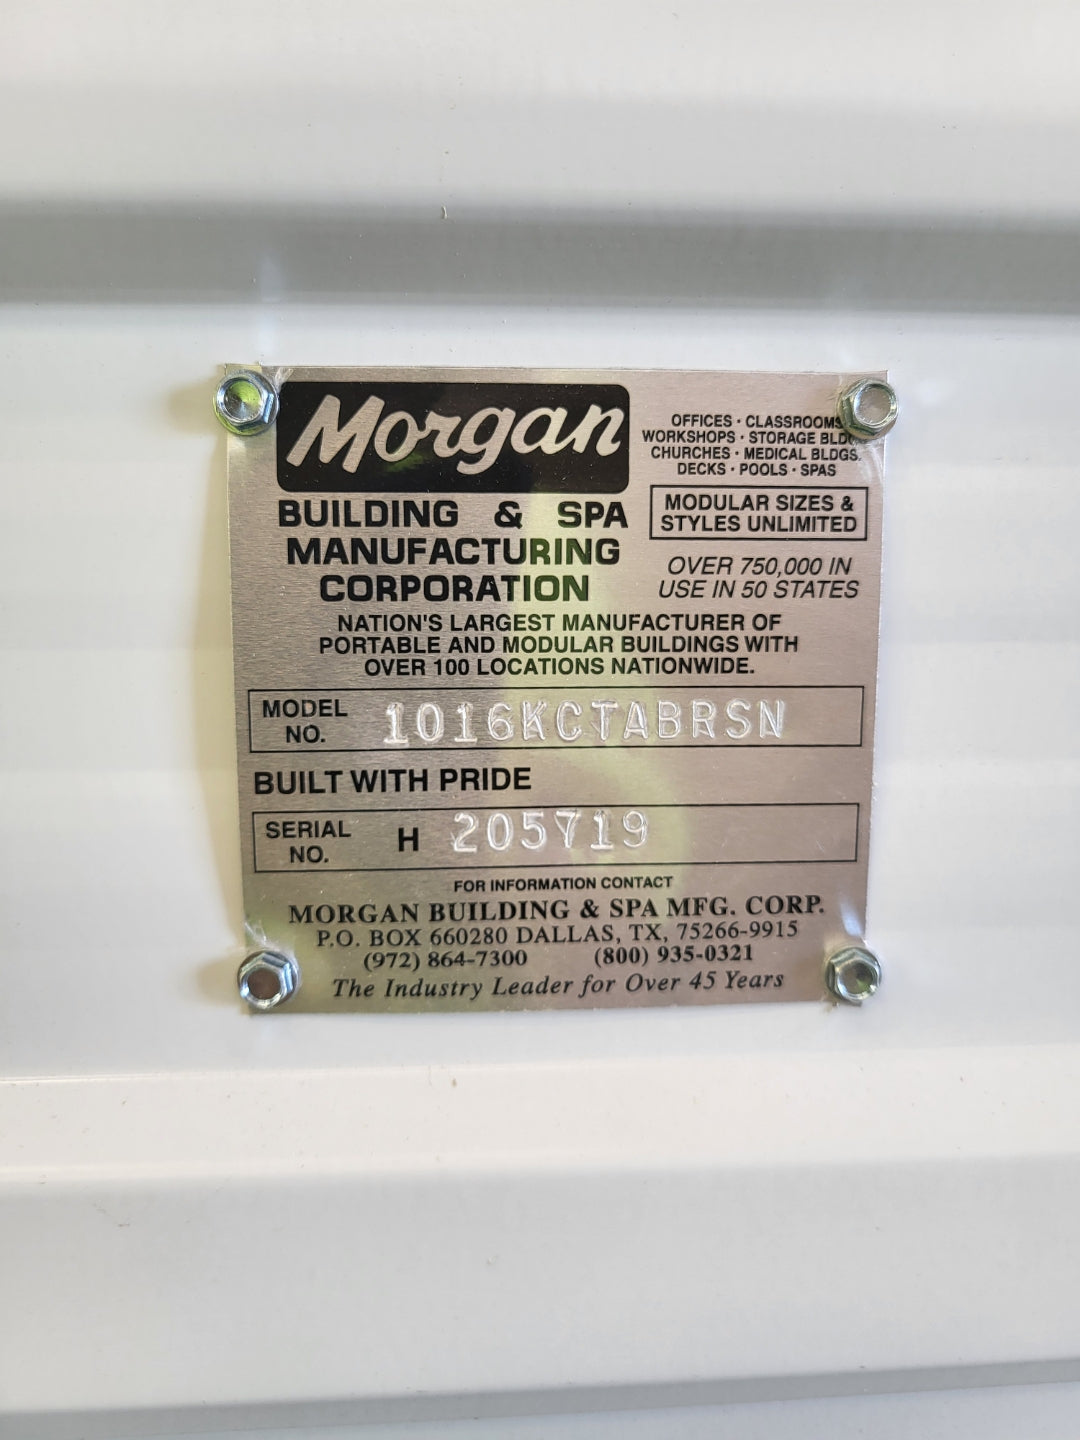 Morgan
BUILDING & SPA
MANUFACTURING
CORPORATION
OFFICES · CLASSROOMS
WORKSHOPS · STORAGE
CHURCHES · MEDICAL BLDGS.
DECKS · POOLS · SPAS
MODULAR SIZES &
STYLES UNLIMITED
OVER 750,000 IN
USE IN 50 STATES
NATION'S LARGEST MANUFACTURER OF
PORTABLE AND MODULAR BUILDINGS WITH
OVER 100 LOCATIONS NATIONWIDE.
MODEL NO. 1016KCTABRSN
BUILT WITH PRIDE
SERIAL NO. H 205719
FOR INFORMATION CONTACT
MORGAN BUILDING & SPA MFG. CORP.
P.O. BOX 660280 DALLAS, TX, 75266-9915
(972) 864-7300 (800) 935-0321
The Industry Leader for Over 45 Years